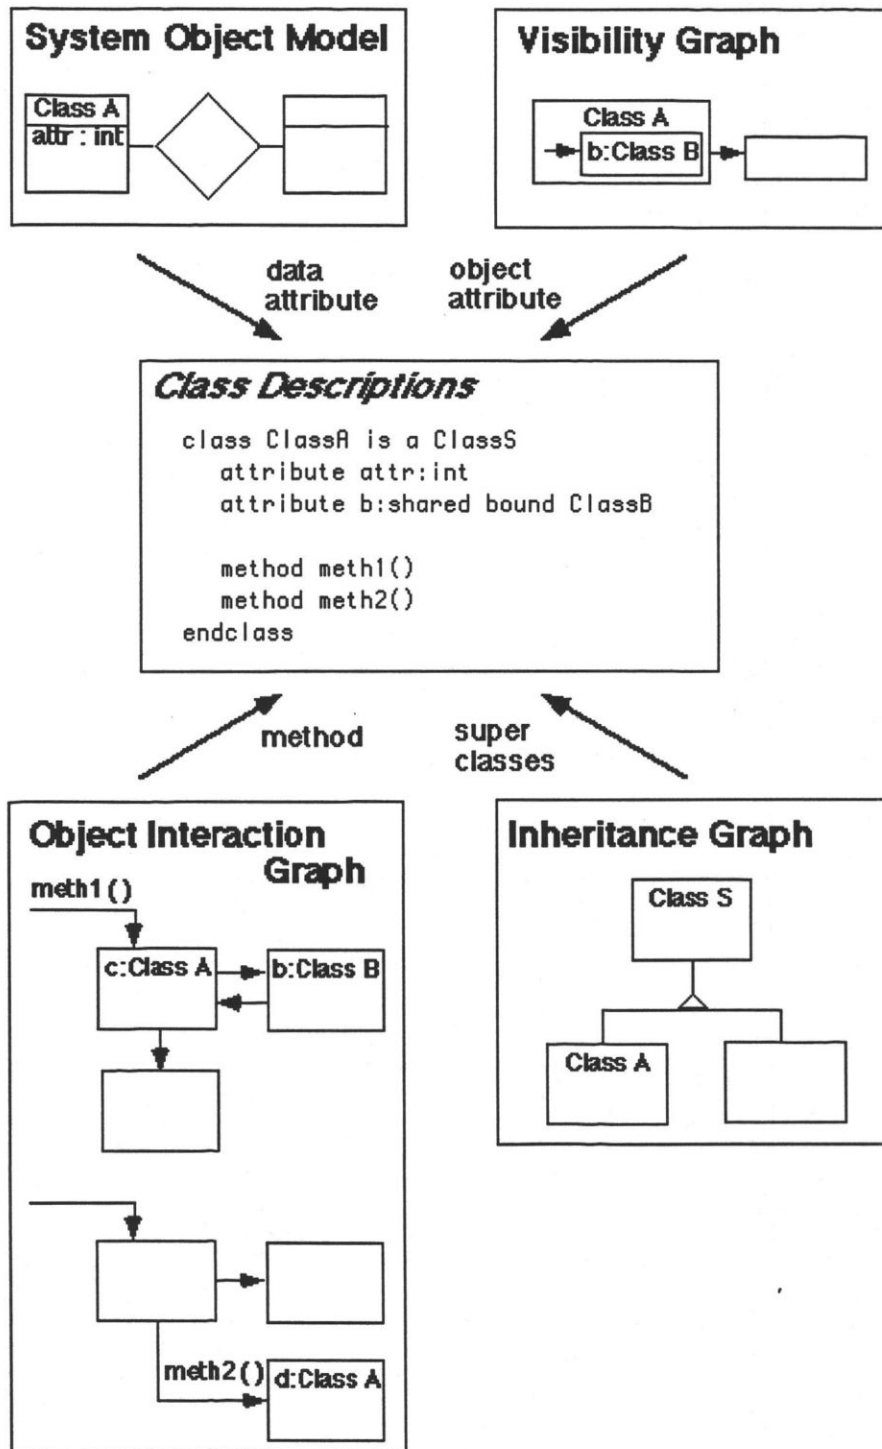 System Object Model
Class A
attr : int
Visibility Graph
Class A
b:Class B
data
attribute
object
attribute
Class Descriptions
class ClassA is a ClassS
attribute attr:int
attribute b:shared bound ClassB
method meth1()
method meth2()
endclass
method
super
classes
Object Interaction
Graph
meth1()
c:Class A
b:Class B
meth2()
d:Class A
Inheritance Graph
Class S
Class A